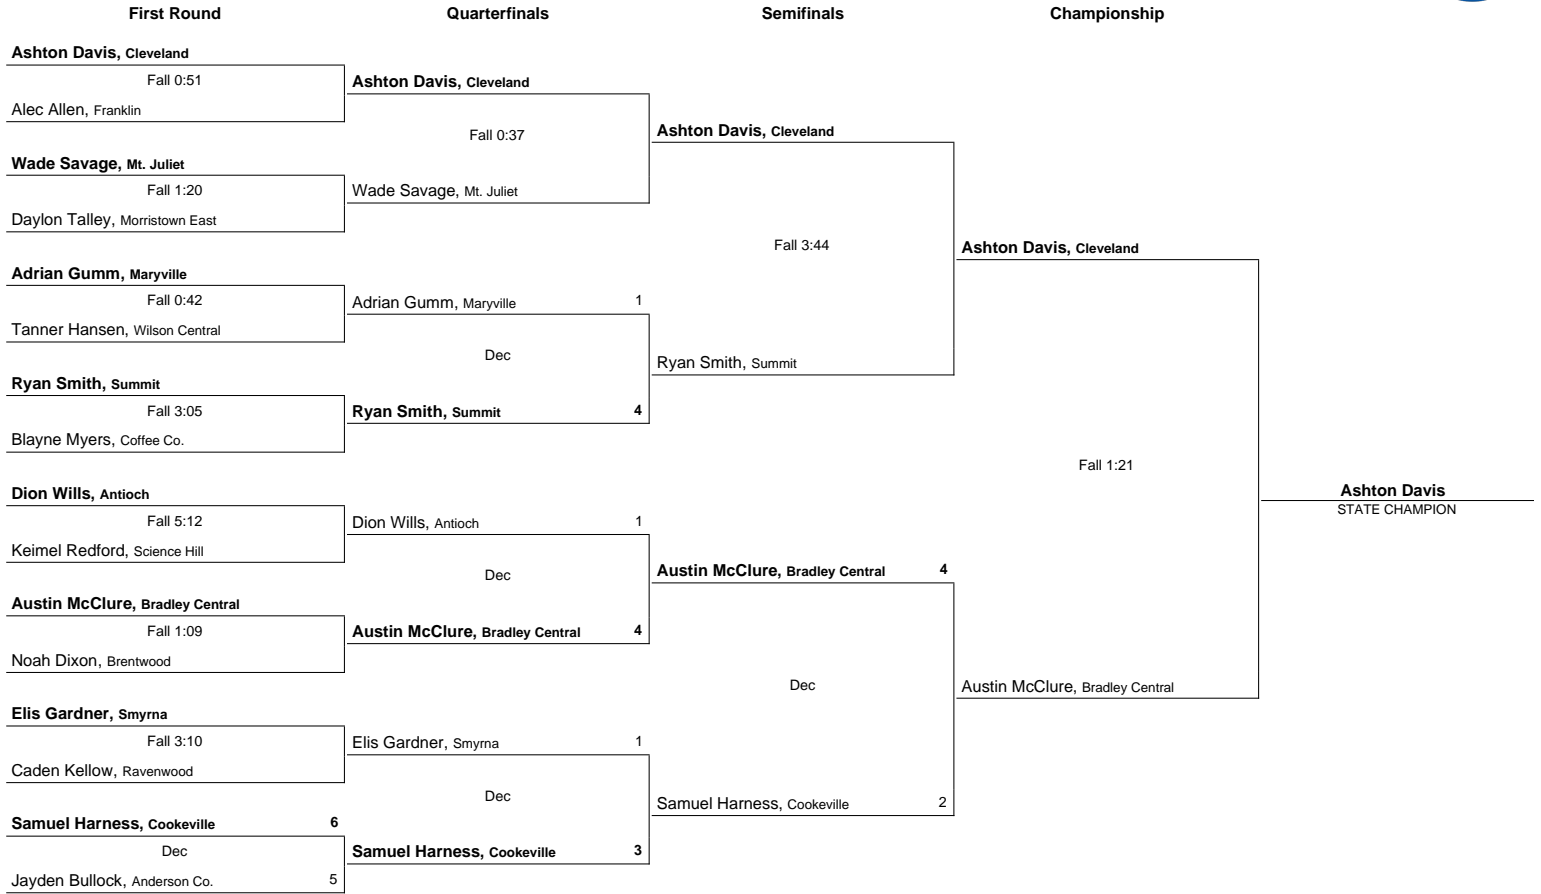 First Round
Quarterfinals
Semifinals
Championship
Ashton Davis, Cleveland
Fall 0:51
Alec Allen, Franklin
Wade Savage, Mt. Juliet
Fall 1:20
Daylon Talley, Morristown East
Adrian Gumm, Maryville
Fall 0:42
Tanner Hansen, Wilson Central
Ryan Smith, Summit
Fall 3:05
Blayne Myers, Coffee Co.
Dion Wills, Antioch
Fall 5:12
Keimel Redford, Science Hill
Austin McClure, Bradley Central
Fall 1:09
Noah Dixon, Brentwood
Elis Gardner, Smyrna
Fall 3:10
Caden Kellow, Ravenwood
Samuel Harness, Cookeville 6
Dec
Jayden Bullock, Anderson Co. 5
Ashton Davis, Cleveland
Fall 0:37
Wade Savage, Mt. Juliet
Adrian Gumm, Maryville 1
Dec
Ryan Smith, Summit 4
Dion Wills, Antioch 1
Dec
Austin McClure, Bradley Central 4
Elis Gardner, Smyrna 1
Dec
Samuel Harness, Cookeville 3
Ashton Davis, Cleveland
Fall 3:44
Ryan Smith, Summit
Austin McClure, Bradley Central 4
Dec
Samuel Harness, Cookeville 2
Ashton Davis, Cleveland
Fall 1:21
Austin McClure, Bradley Central
Ashton Davis
STATE CHAMPION